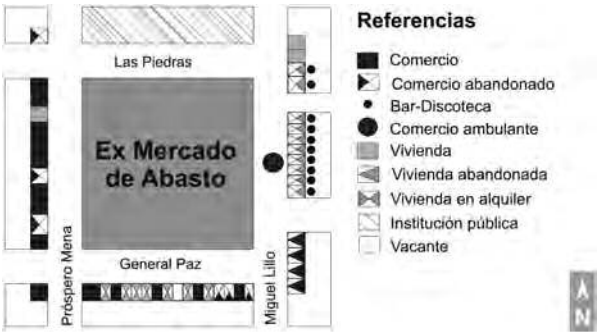 Las Piedras
Ex Mercado
de Abasto
General Paz
Próspero Mena
Miguel Lillo
Referencias
Comercio
Comercio abandonado
Bar-Discoteca
Comercio ambulante
Vivienda
Vivienda abandonada
Vivienda en alquiler
Institución pública
Vacante
N